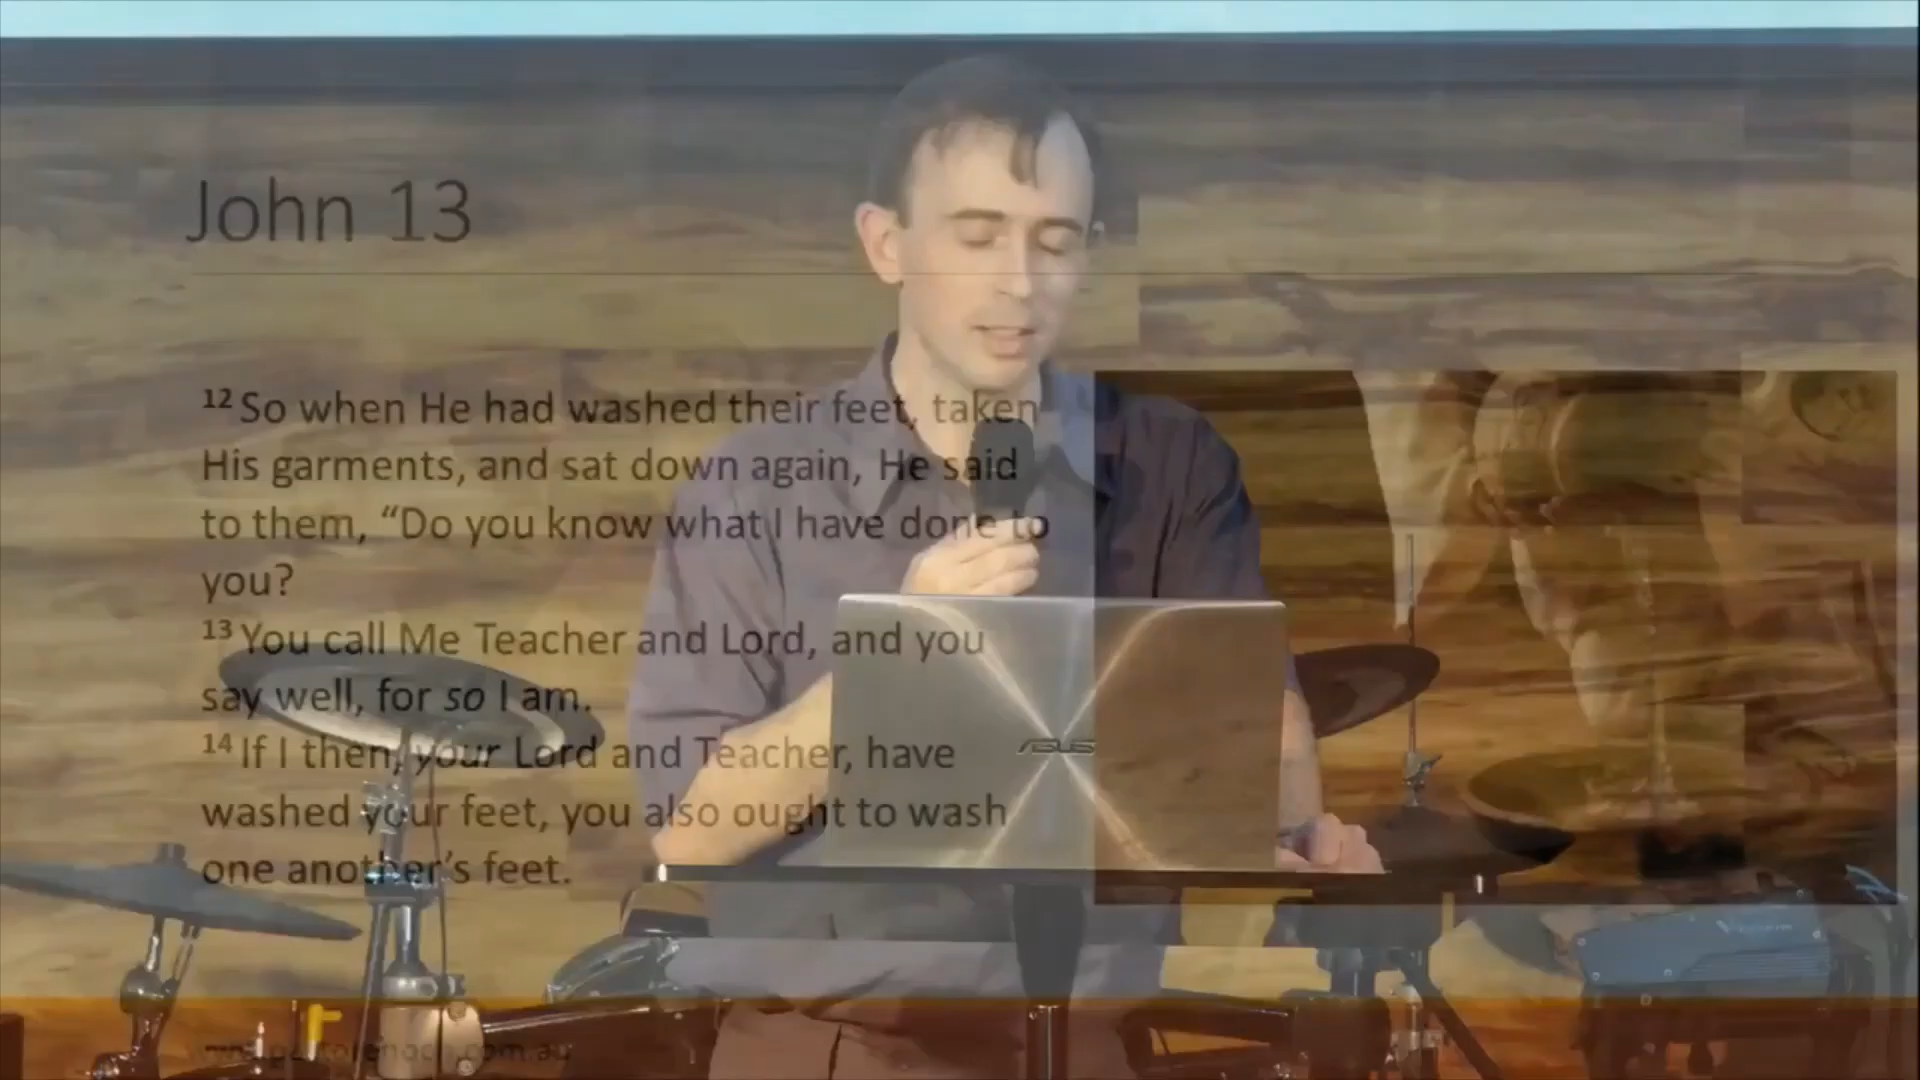 John 13
12 So when He had washed their feet, taken
His garments, and sat down again, He said
to them, “Do you know what I have done to
you?
13 You call Me Teacher and Lord, and you
say well, for so I am.
14 If I then, your Lord and Teacher, have
washed your feet, you also ought to wash
one another’s feet.
ASUS